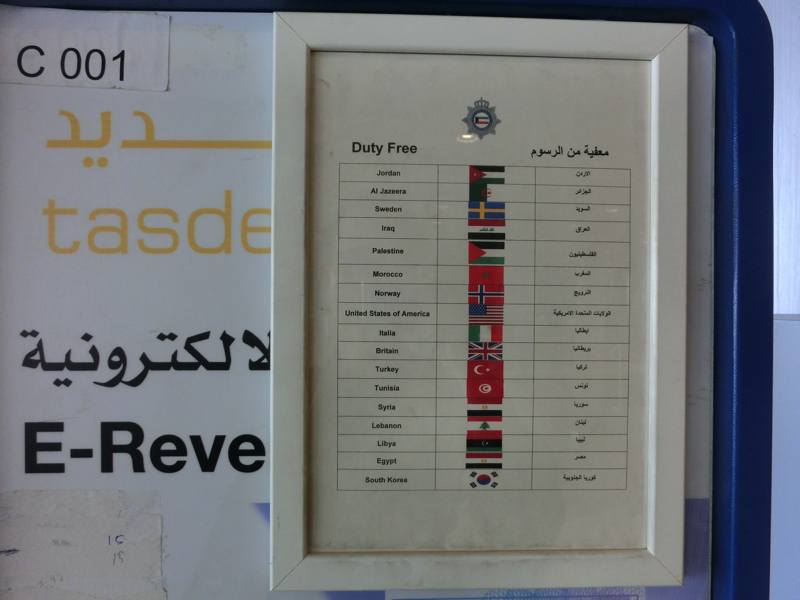 C 001
ـــديد
tasde
لالكترونية
E-Reve
Duty Free معفية من الرسوم
Jordan الاردن
Al Jazeera الجزائر
Sweden السويد
Iraq العراق
Palestine الفلسطينيون
Morocco المغرب
Norway النرويج
United States of America الولايات المتحدة الامريكية
Italia ايطاليا
Britain بريطانيا
Turkey تركيا
Tunisia تونس
Syria سوريا
Lebanon لبنان
Libya ليبيا
Egypt مصر
South Korea كوريا الجنوبية